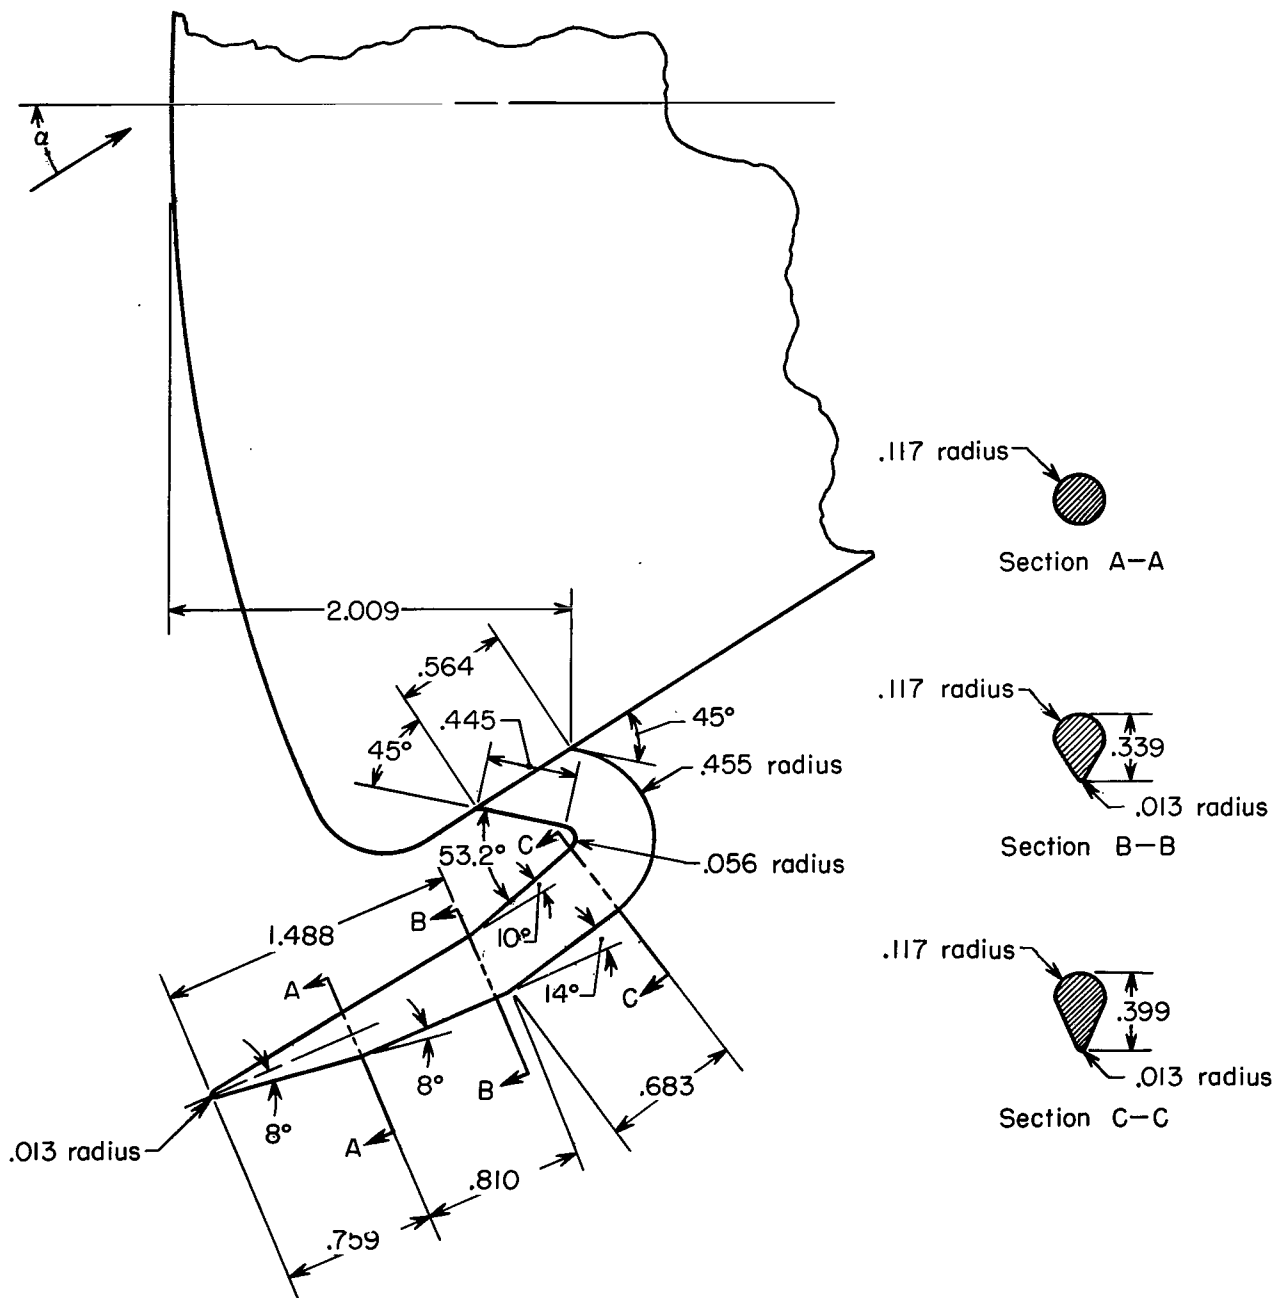 α
.117 radius
Section A-A
2.009
.564
.445
45°
45°
.455 radius
.117 radius
.339
.013 radius
Section B-B
53.2°
C
.056 radius
1.488
B
10°
.117 radius
A
14°
C
.399
.013 radius
Section C-C
8°
B
.683
8°
A
.013 radius
.810
.759